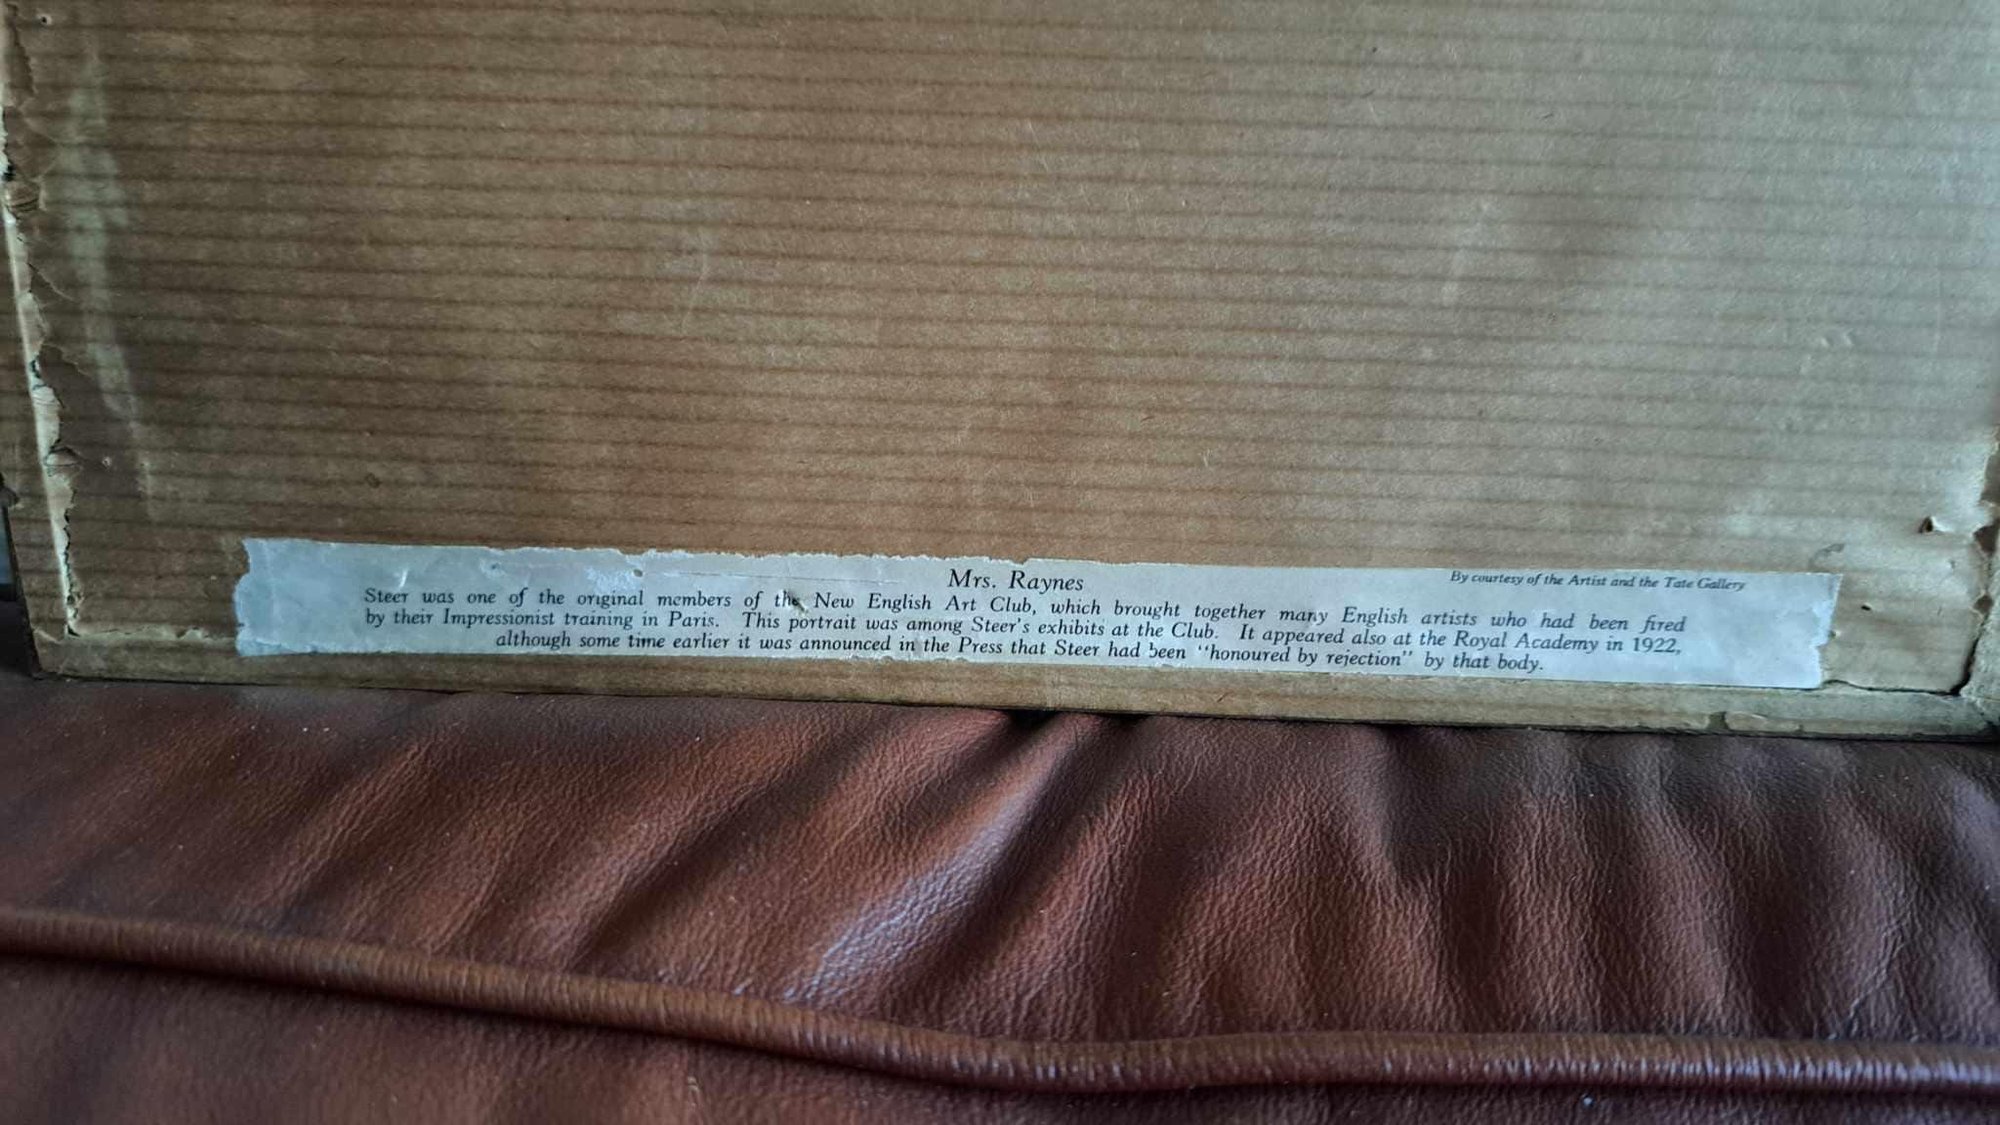 Mrs. Raynes
By courtesy of the Artist and the Tate Gallery
Steer was one of the original members of the New English Art Club, which brought together many English artists who had been fired
by their Impressionist training in Paris. This portrait was among Steer's exhibits at the Club. It appeared also at the Royal Academy in 1922,
although some time earlier it was announced in the Press that Steer had been "honoured by rejection" by that body.